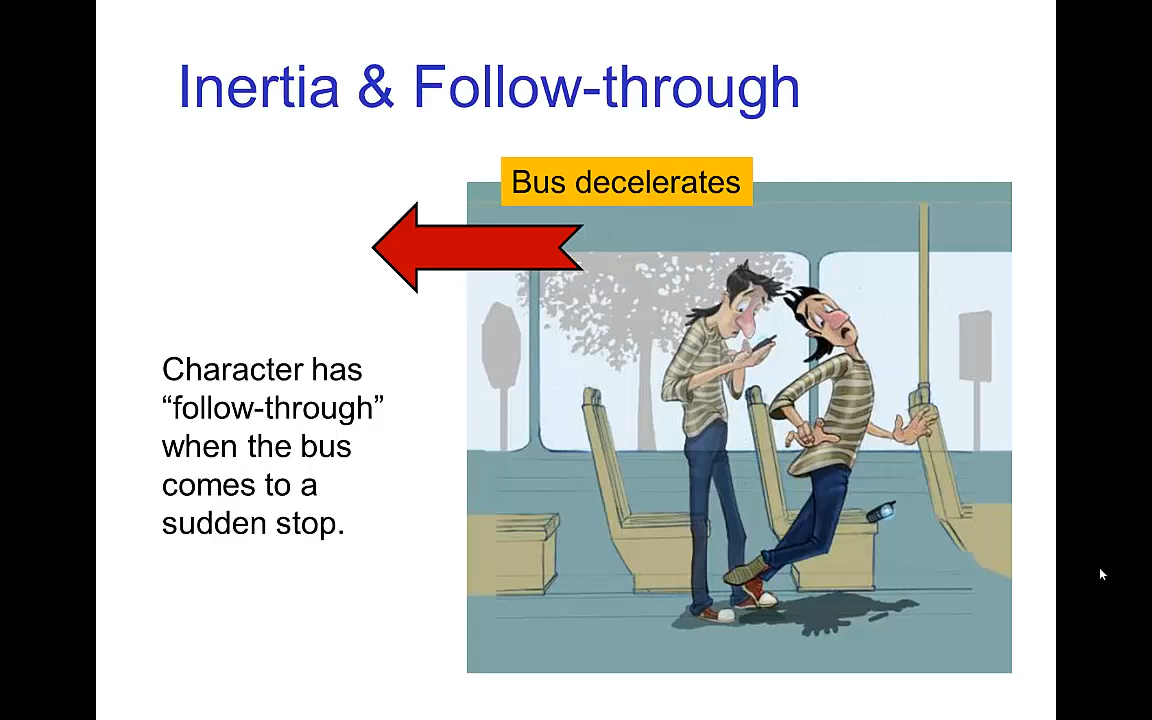 Inertia & Follow-through
Bus decelerates
Character has
“follow-through”
when the bus
comes to a
sudden stop.